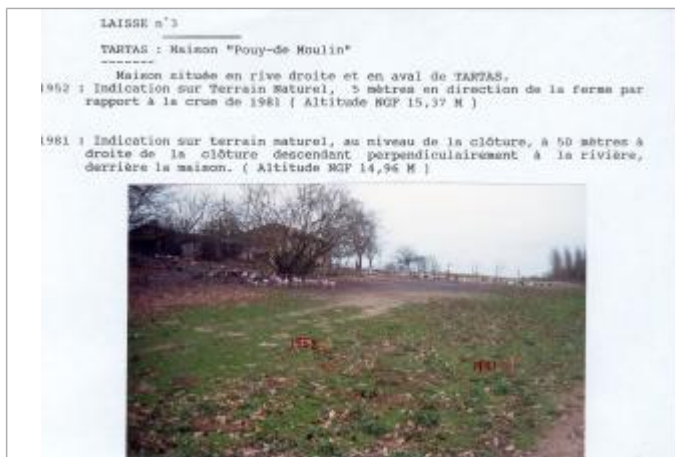 LAISSE n°3
TARTAS : Maison "Pouy-de Moulin"
Maison située en rive droite et en aval de TARTAS.
1952 : Indication sur Terrain Naturel, 5 mètres en direction de la ferme par
rapport à la crue de 1981 ( Altitude NGF 15,37 M )
1981 : Indication sur terrain naturel, au niveau de la clôture, à 50 mètres à
droite de la clôture descendant perpendiculairement à la rivière,
derrière la maison. ( Altitude NGF 14,96 M )